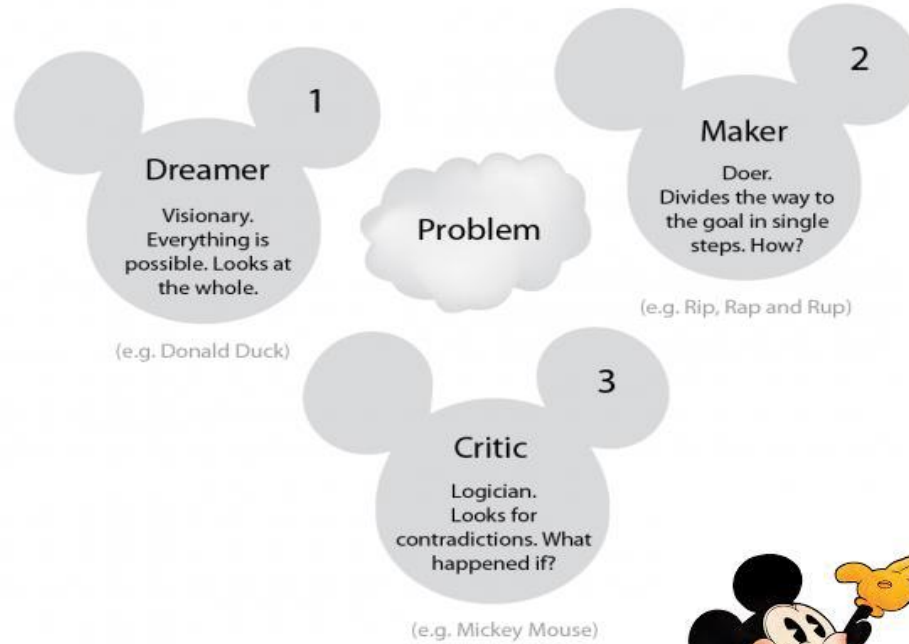 1
Dreamer
Visionary.
Everything is
possible. Looks at
the whole.
(e.g. Donald Duck)
Problem
2
Maker
Doer.
Divides the way to
the goal in single
steps. How?
(e.g. Rip, Rap and Rup)
3
Critic
Logician.
Looks for
contradictions. What
happened if?
(e.g. Mickey Mouse)